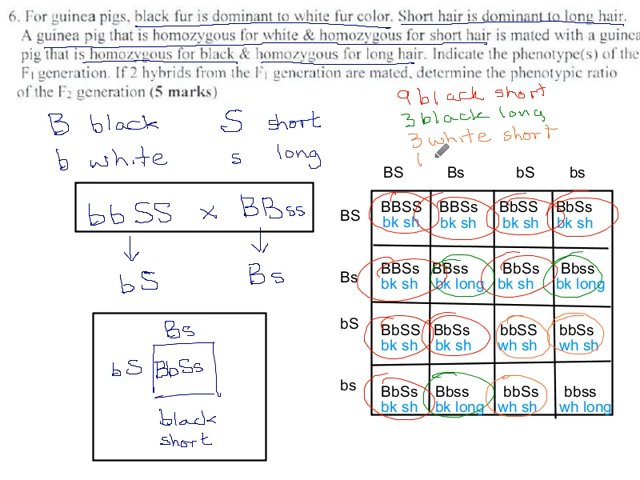 6. For guinea pigs, black fur is dominant to white fur color. Short hair is dominant to long hair.
A guinea pig that is homozygous for white & homozygous for short hair is mated with a guinea
pig that is homozygous for black & homozygous for long hair. Indicate the phenotype(s) of the
F1 generation. If 2 hybrids from the F1 generation are mated, determine the phenotypic ratio
of the F2 generation (5 marks)
9 black short
3 black long
3 white short
1
B black S short
b white s long
bbSS x BBss
bS Bs
Bs
bS BbSs
black
short
BS Bs bS bs
BS BBSS BBSs BbSS BbSs
bk sh bk sh bk sh bk sh
Bs BBSs BBss BbSs Bbss
bk sh bk long bk sh bk long
bS BbSS BbSs bbSS bbSs
bk sh bk sh wh sh wh sh
bs BbSs Bbss bbSs bbss
bk sh bk long wh sh wh long